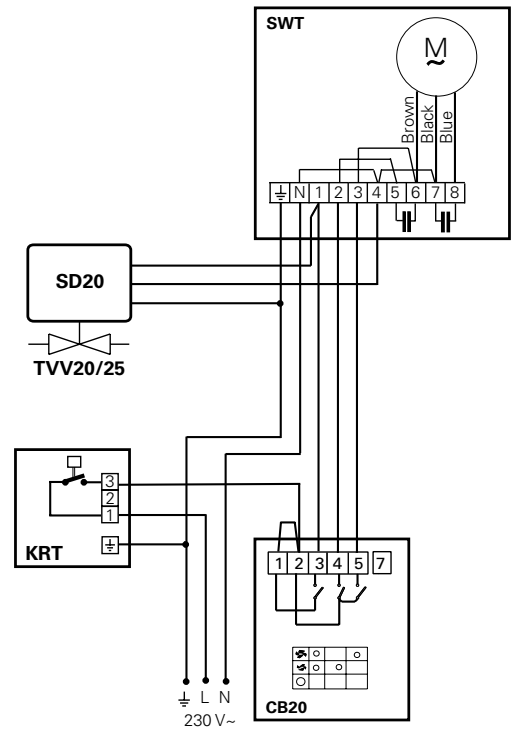 SWT
M
~
Brown
Black
Blue
N 1 2 3 4 5 6 7 8
SD20
TVV20/25
3
2
1
KRT
1 2 3 4 5 7
L N
230 V~
CB20